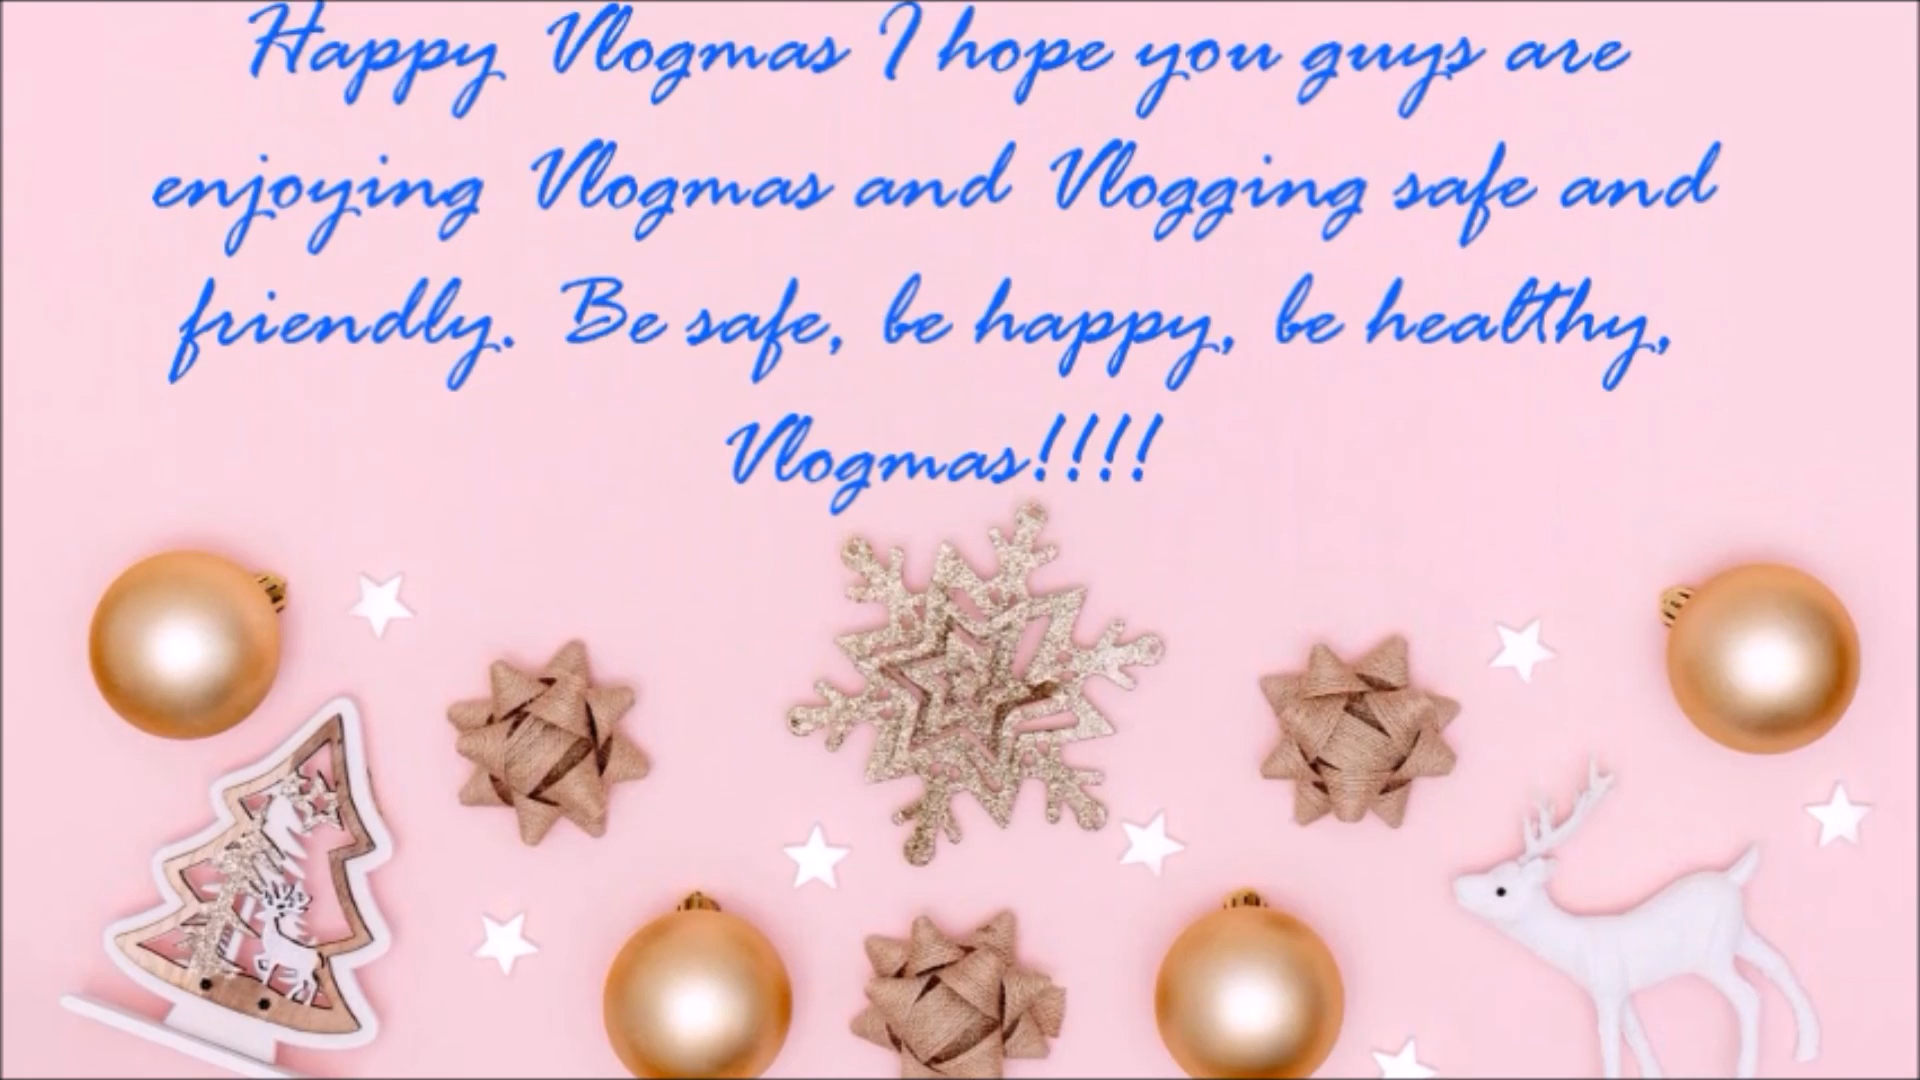 Happy Vlogmas I hope you guys are
enjoying Vlogmas and Vlogging safe and
friendly. Be safe, be happy, be healthy,
Vlogmas!!!!